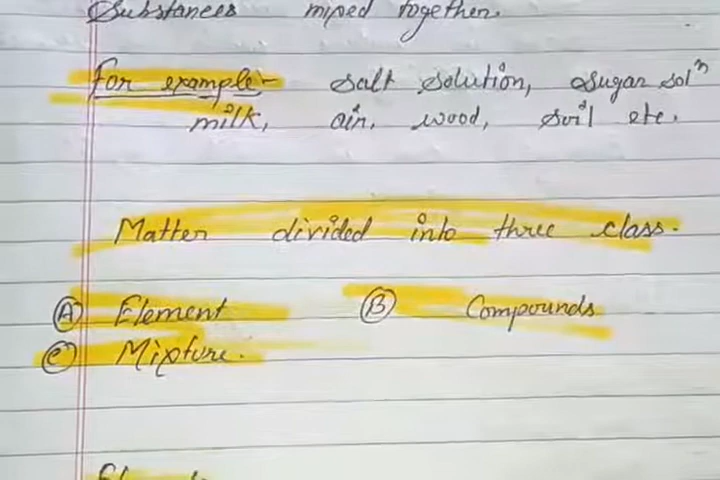 Substances mixed together.
For example- salt solution, sugar solⁿ
milk, air, wood, soil etc.
Matter divided into three class.
(A) Element (B) Compounds
(C) Mixture.